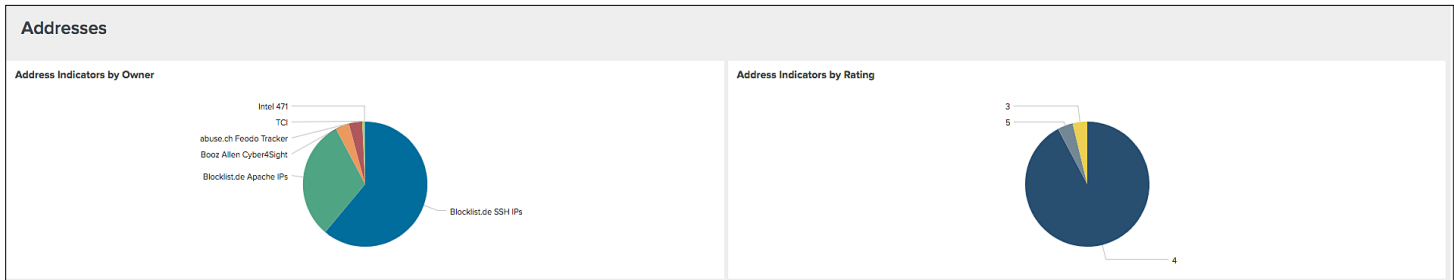 Addresses
Address Indicators by Owner
Intel 471
TCI
abuse.ch Feodo Tracker
Booz Allen Cyber4Sight
Blocklist.de Apache IPs
Blocklist.de SSH IPs
Address Indicators by Rating
3
5
4